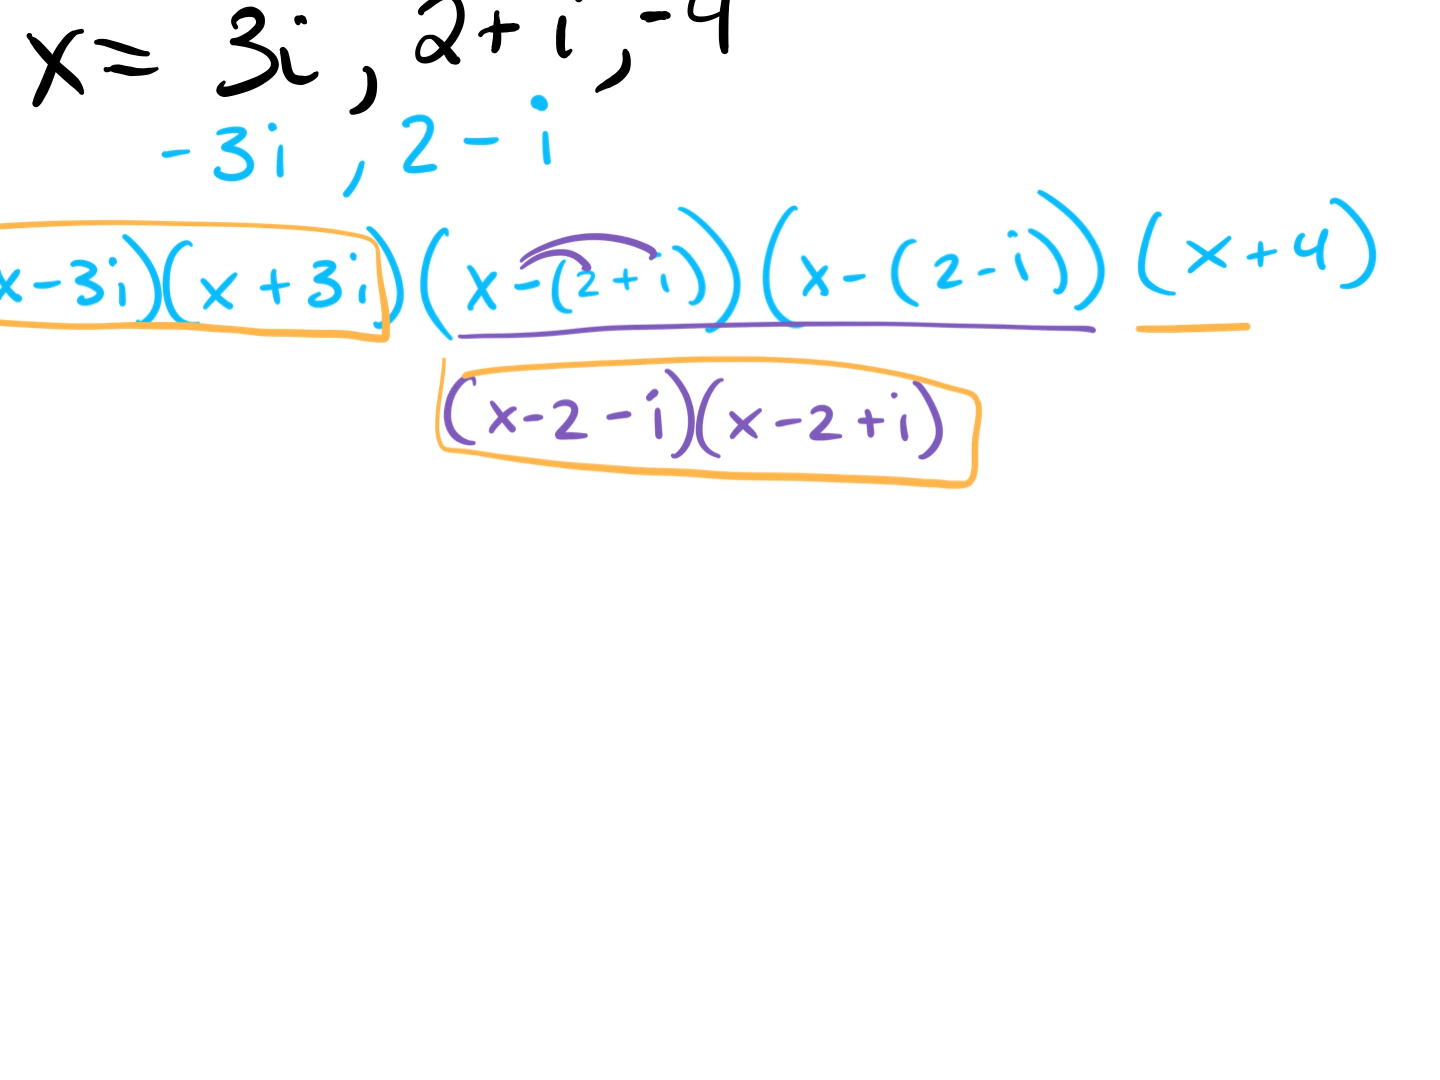 x = 3i, 2+i, -4
-3i, 2-i
x-3i)(x+3i)(x-(2+i))(x-(2-i))(x+4)
(x-2-i)(x-2+i)